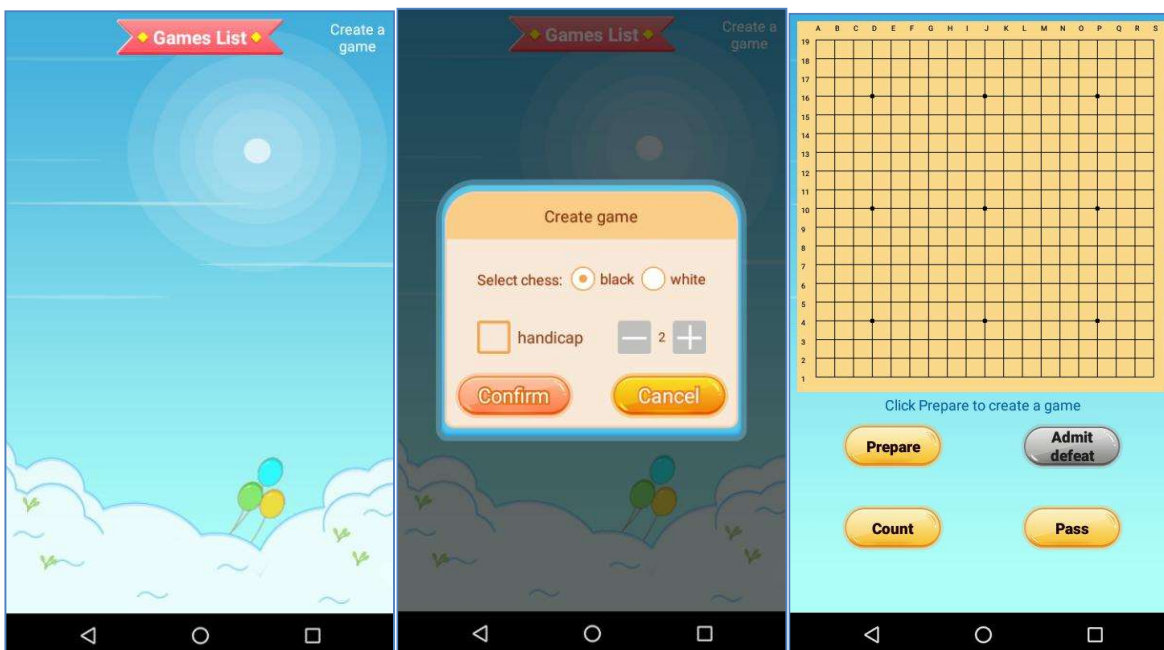 Games List
Create a
game
Games List
Create a
game
Create game
Select chess: black white
handicap 2
Confirm Cancel
A B C D E F G H I J K L M N O P Q R S
19
18
17
16
15
14
13
12
11
10
9
8
7
6
5
4
3
2
1
Click Prepare to create a game
Prepare
Admit
defeat
Count
Pass